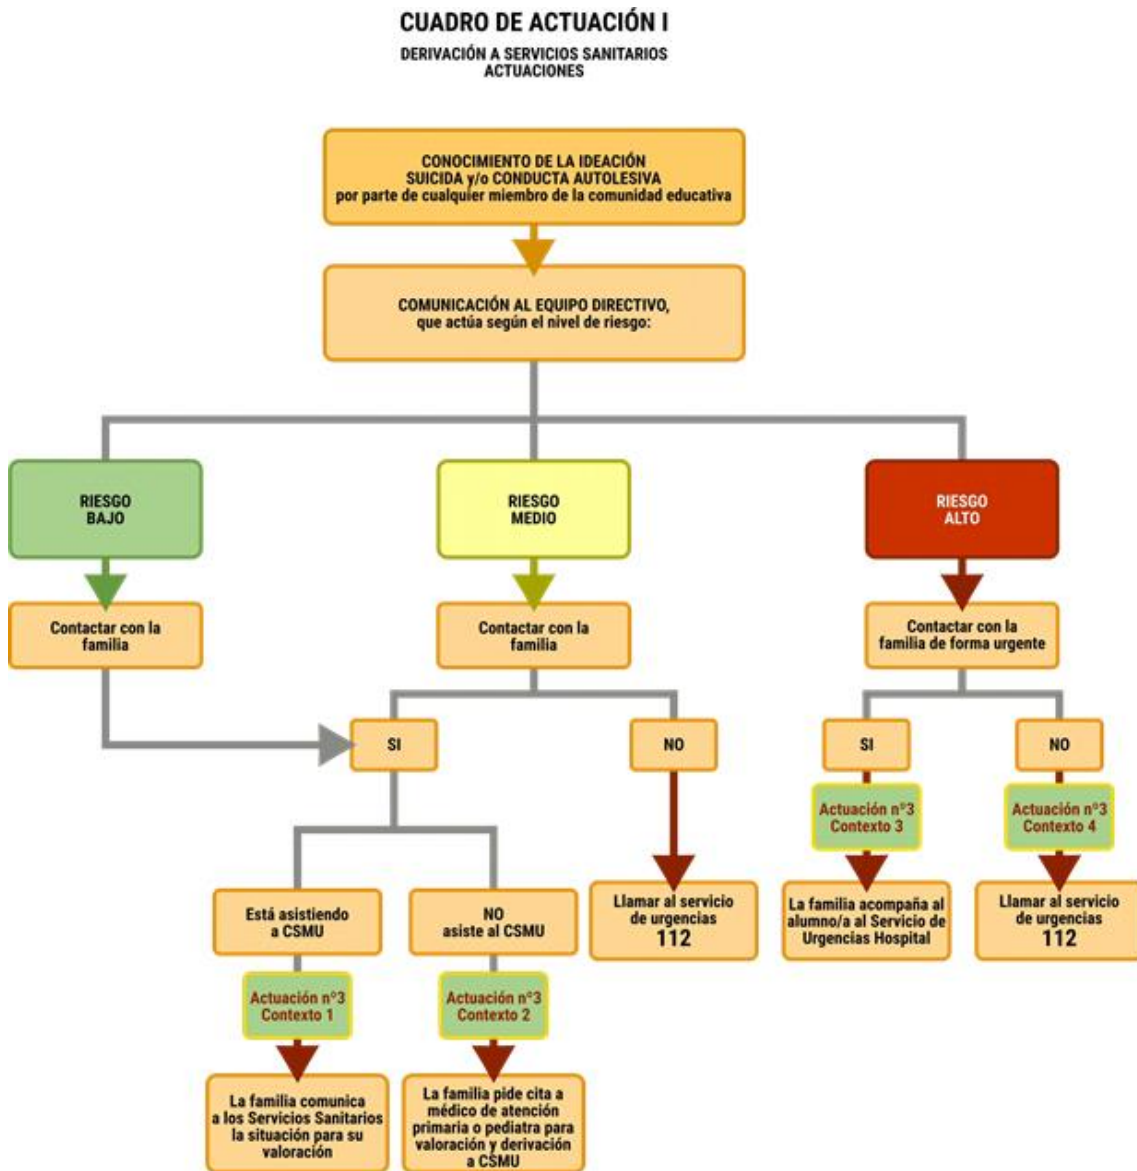 CUADRO DE ACTUACIÓN I
DERIVACIÓN A SERVICIOS SANITARIOS
ACTUACIONES
CONOCIMIENTO DE LA IDEACIÓN
SUICIDA y/o CONDUCTA AUTOLESIVA
por parte de cualquier miembro de la comunidad educativa
COMUNICACIÓN AL EQUIPO DIRECTIVO,
que actúa según el nivel de riesgo:
RIESGO
BAJO
RIESGO
MEDIO
RIESGO
ALTO
Contactar con la
familia
Contactar con la
familia
Contactar con la
familia de forma urgente
SI
NO
SI
NO
Actuación nº3
Contexto 3
Actuación nº3
Contexto 4
Está asistiendo
a CSMU
NO
asiste al CSMU
Llamar al servicio
de urgencias
112
La familia acompaña al
alumno/a al Servicio de
Urgencias Hospital
Llamar al servicio
de urgencias
112
Actuación nº3
Contexto 1
Actuación nº3
Contexto 2
La familia comunica
a los Servicios Sanitarios
la situación para su
valoración
La familia pide cita a
médico de atención
primaria o pediatra para
valoración y derivación
a CSMU